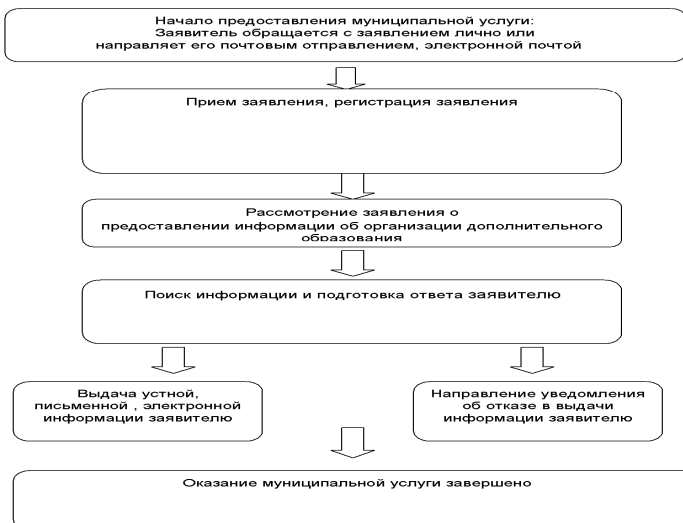 Начало предоставления муниципальной услуги:
Заявитель обращается с заявлением лично или
направляет его почтовым отправлением, электронной почтой
Прием заявления, регистрация заявления
Рассмотрение заявления о
предоставлении информации об организации дополнительного
образования
Поиск информации и подготовка ответа заявителю
Выдача устной,
письменной , электронной
информации заявителю
Направление уведомления
об отказе в выдачи
информации заявителю
Оказание муниципальной услуги завершено